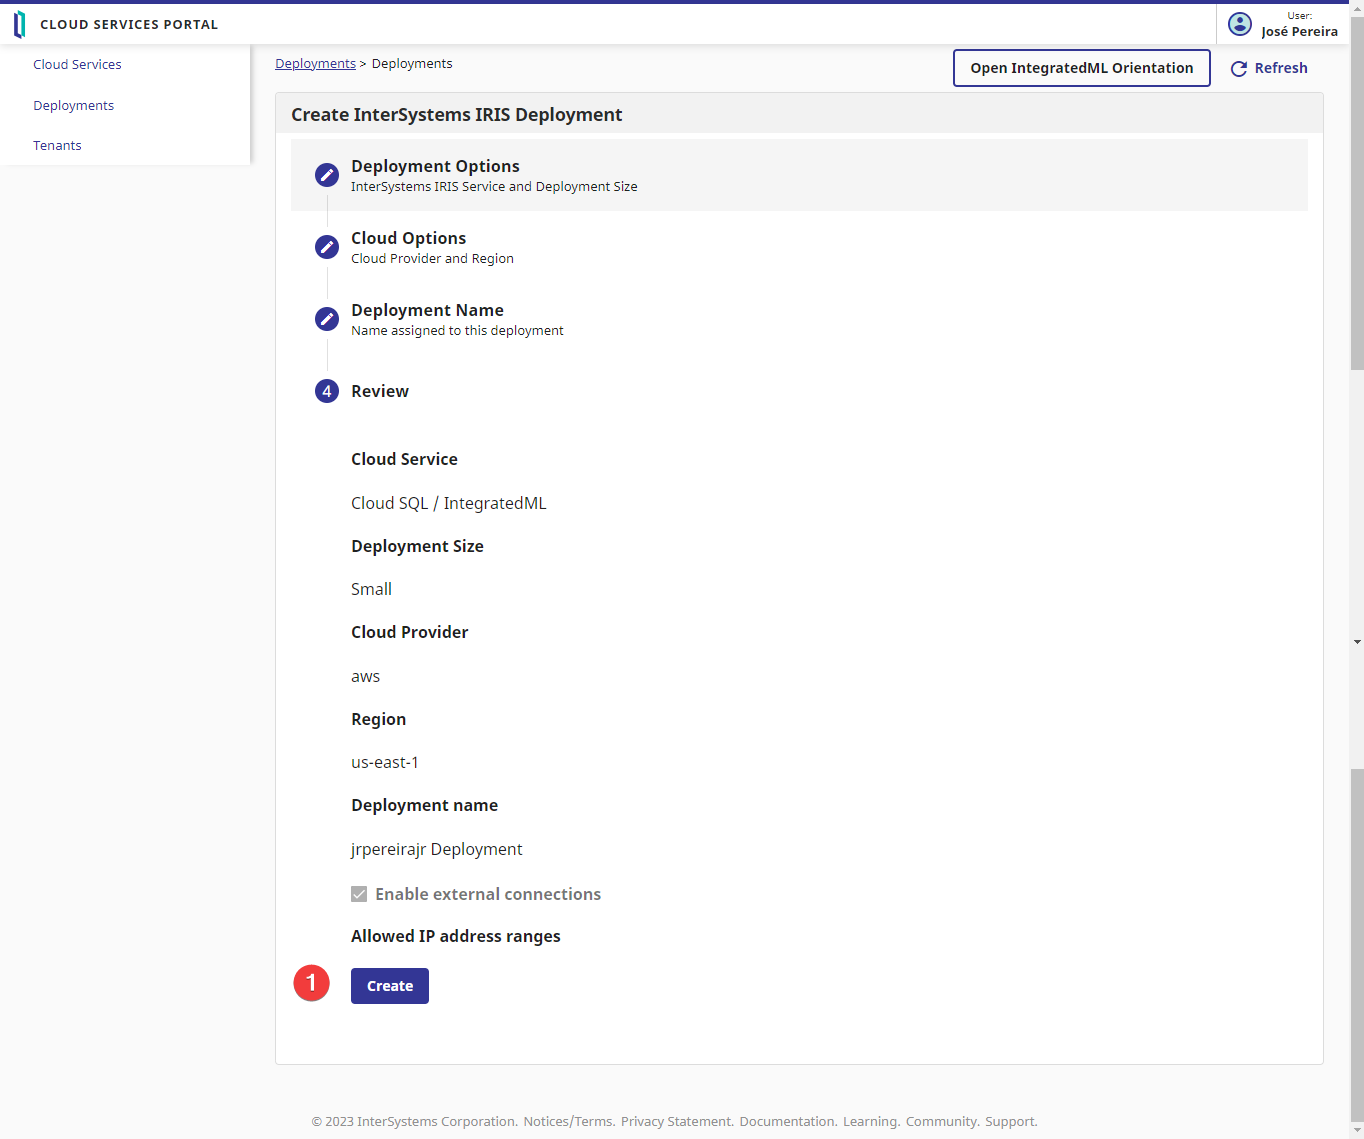 CLOUD SERVICES PORTAL
User:
José Pereira
Cloud Services
Deployments
Tenants
Deployments > Deployments
Open IntegratedML Orientation
Refresh
Create InterSystems IRIS Deployment
Deployment Options
InterSystems IRIS Service and Deployment Size
Cloud Options
Cloud Provider and Region
Deployment Name
Name assigned to this deployment
4 Review
Cloud Service
Cloud SQL / IntegratedML
Deployment Size
Small
Cloud Provider
aws
Region
us-east-1
Deployment name
jrpereirajr Deployment
Enable external connections
Allowed IP address ranges
1 Create
© 2023 InterSystems Corporation. Notices/Terms. Privacy Statement. Documentation. Learning. Community. Support.